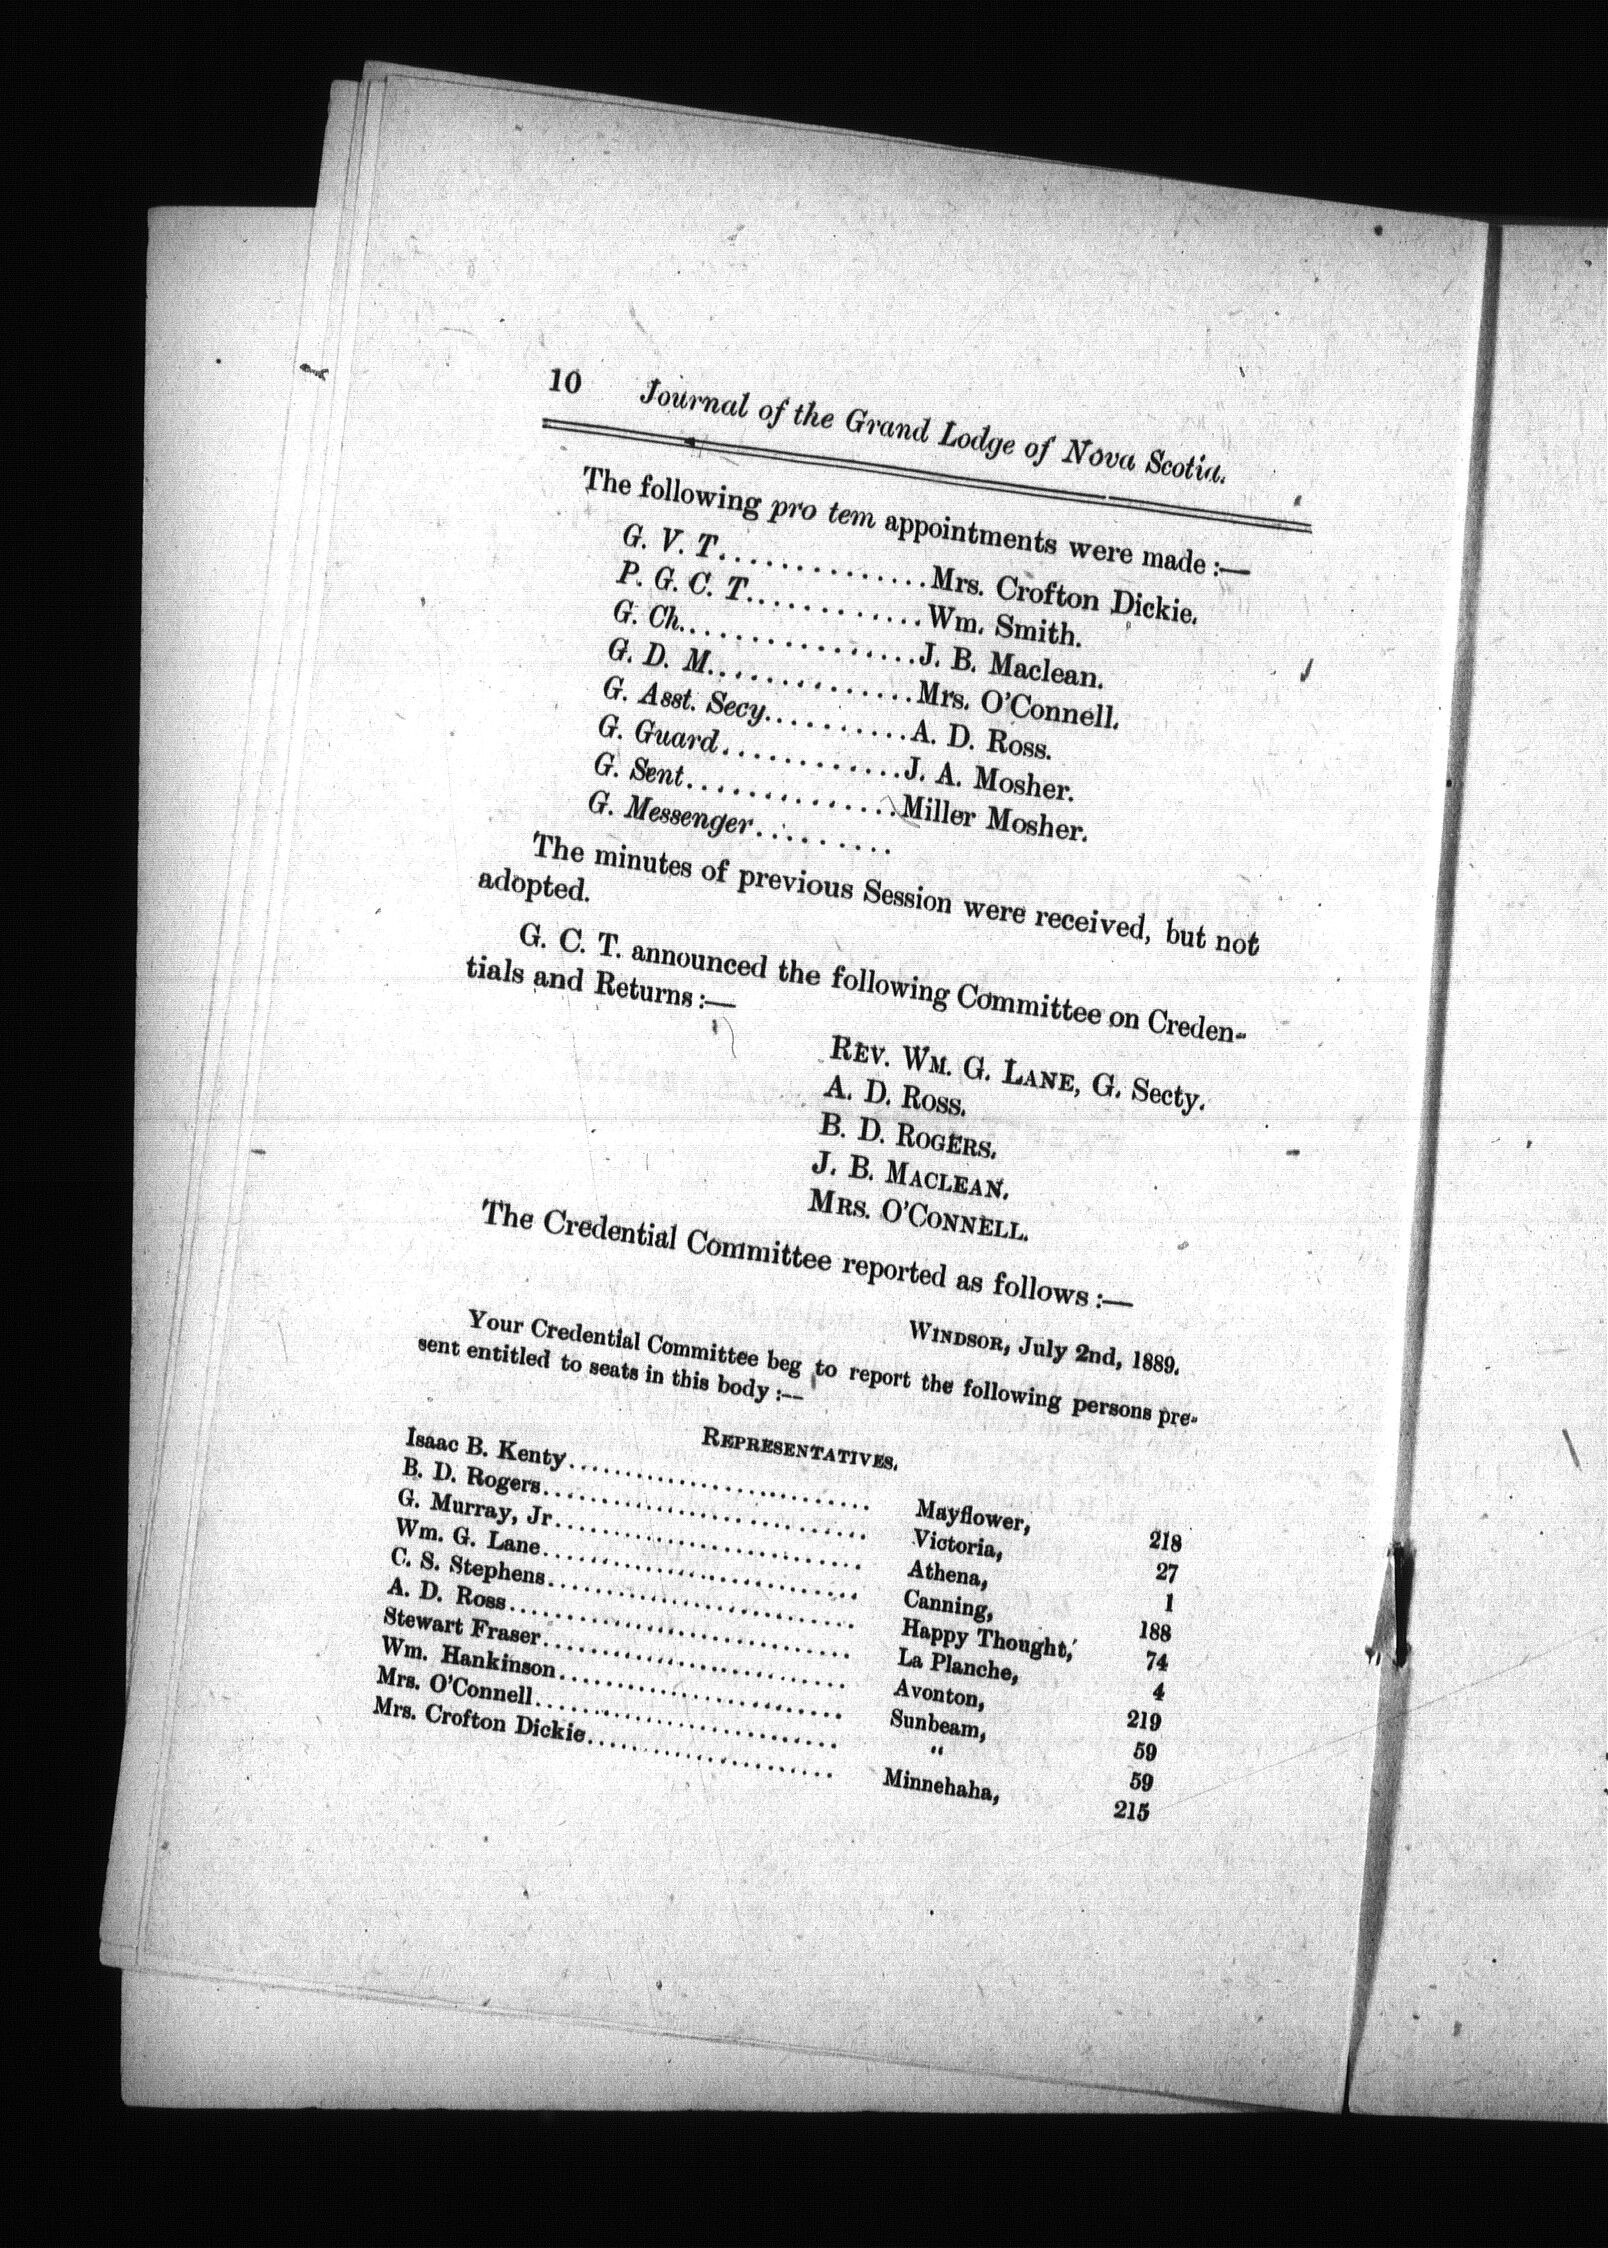 10 Journal of the Grand Lodge of Nova Scotia.
The following pro tem appointments were made :—
G. V. T..............Mrs. Crofton Dickie.
P. G. C. T............Wm. Smith.
G. Ch................J. B. Maclean.
G. D. M..............Mrs. O'Connell.
G. Asst. Secy..........A. D. Ross.
G. Guard............J. A. Mosher.
G. Sent..............Miller Mosher.
G. Messenger.........
The minutes of previous Session were received, but not
adopted.
G. C. T. announced the following Committee on Creden-
tials and Returns :—
REV. WM. G. LANE, G. Secty.
A. D. ROSS.
B. D. ROGERS.
J. B. MACLEAN.
MRS. O'CONNELL.
The Credential Committee reported as follows :—
WINDSOR, July 2nd, 1889.
Your Credential Committee beg to report the following persons pre-
sent entitled to seats in this body :—
REPRESENTATIVES.
Isaac B. Kenty.......................... Mayflower, 218
B. D. Rogers............................ Victoria, 27
G. Murray, Jr........................... Athena, 1
Wm. G. Lane............................ Canning, 188
C. S. Stephens........................... Happy Thought, 74
A. D. Ross.............................. La Planche, 4
Stewart Fraser........................... Avonton, 219
Wm. Hankinson......................... Sunbeam, 59
Mrs. O'Connell.......................... " 59
Mrs. Crofton Dickie..................... Minnehaha, 215